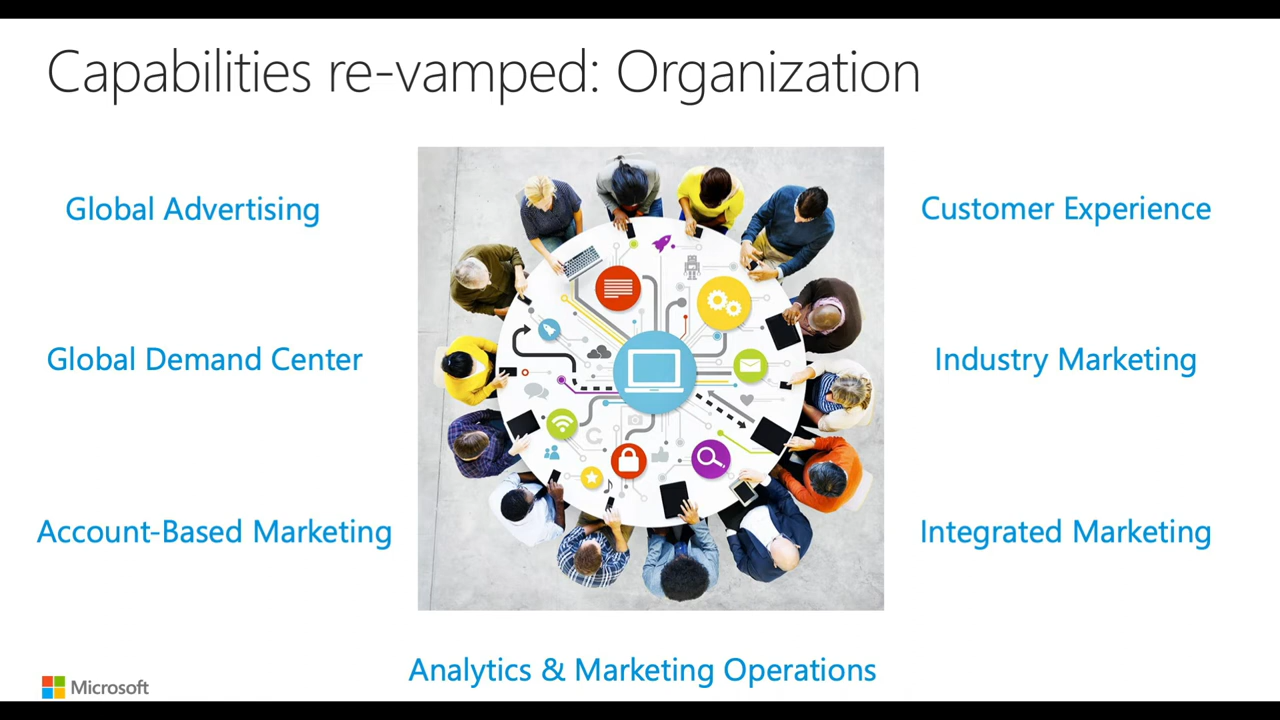 Capabilities re-vamped: Organization
Global Advertising
Customer Experience
Global Demand Center
Industry Marketing
Account-Based Marketing
Integrated Marketing
Analytics & Marketing Operations
Microsoft